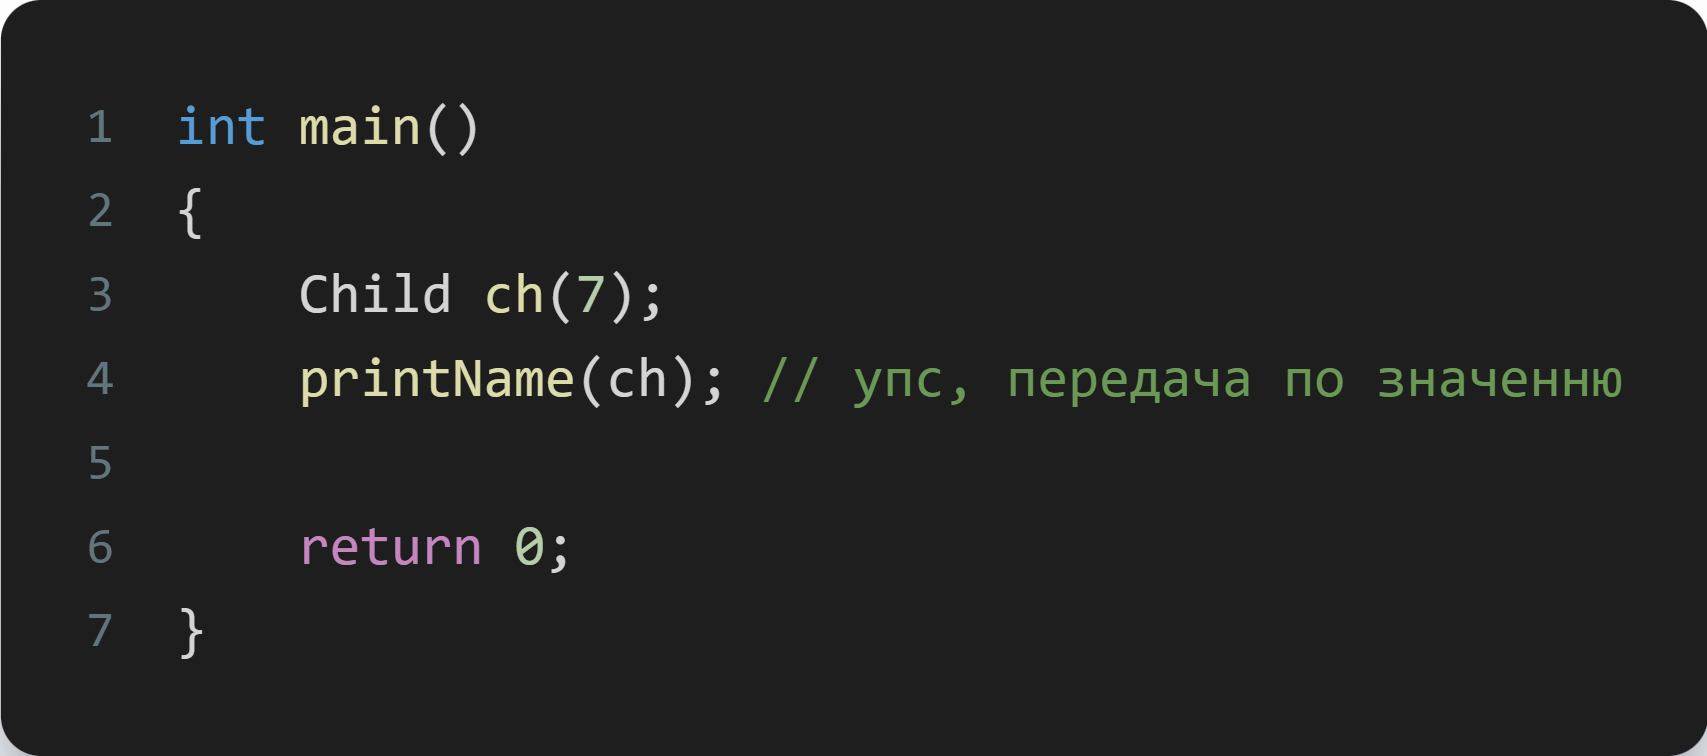 1 int main()
2 {
3     Child ch(7);
4     printName(ch); // упс, передача по значенню
5
6     return 0;
7 }